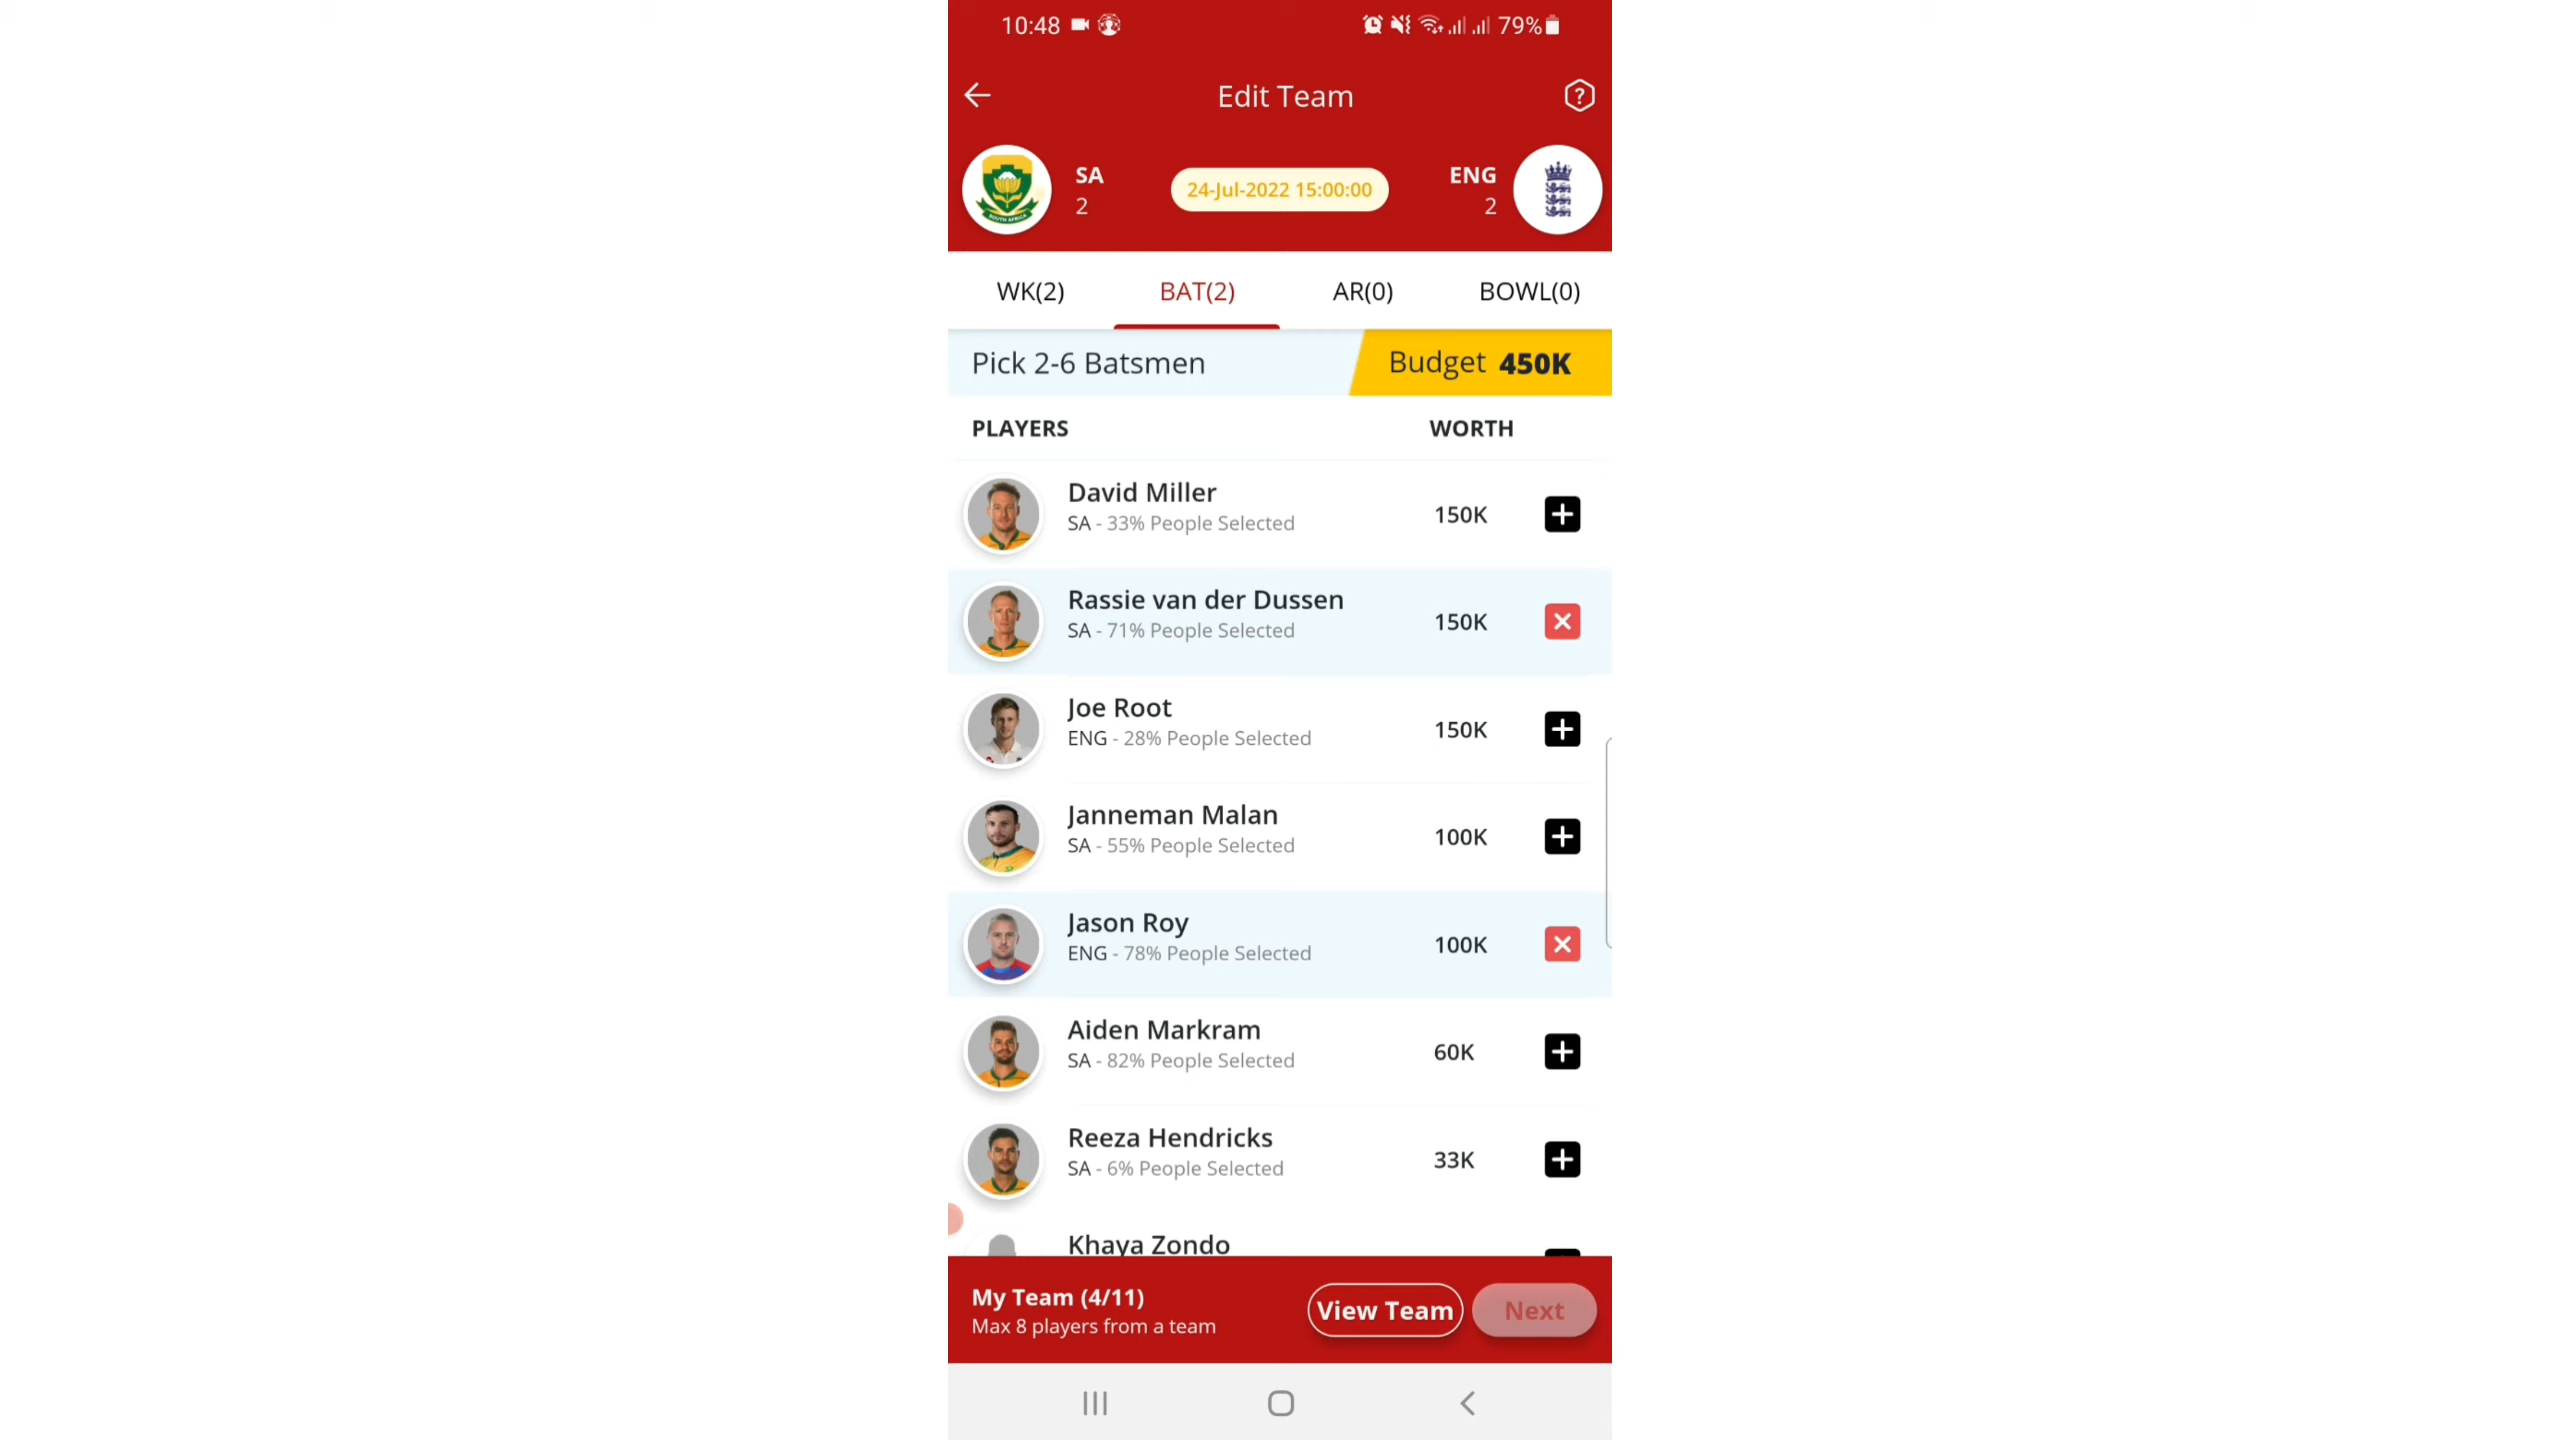 10:48
79%
Edit Team
SA
2
24-Jul-2022 15:00:00
ENG
2
SOUTH AFRICA
WK(2)
BAT(2)
AR(0)
BOWL(0)
Pick 2-6 Batsmen
Budget 450K
PLAYERS
WORTH
David Miller
SA - 33% People Selected
150K
Rassie van der Dussen
SA - 71% People Selected
150K
Joe Root
ENG - 28% People Selected
150K
Janneman Malan
SA - 55% People Selected
100K
Jason Roy
ENG - 78% People Selected
100K
Aiden Markram
SA - 82% People Selected
60K
Reeza Hendricks
SA - 6% People Selected
33K
Khaya Zondo
My Team (4/11)
Max 8 players from a team
View Team
Next